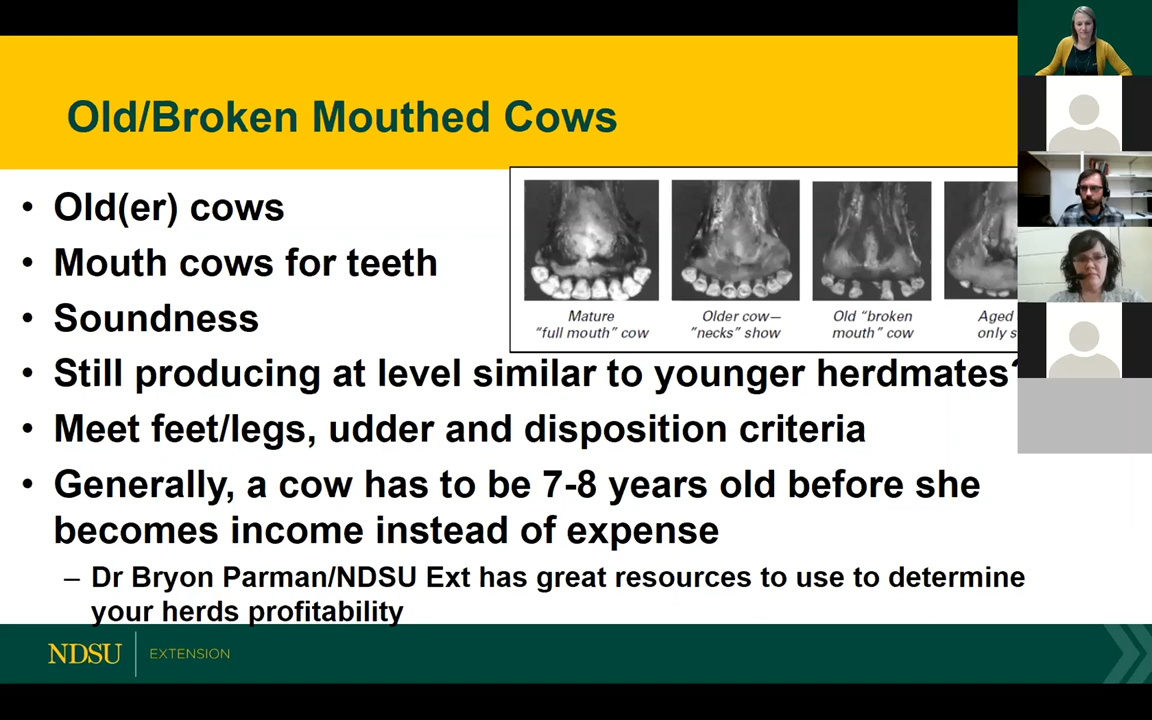 Old/Broken Mouthed Cows
• Old(er) cows
• Mouth cows for teeth
• Soundness
• Still producing at level similar to younger herdmates?
• Meet feet/legs, udder and disposition criteria
• Generally, a cow has to be 7-8 years old before she
becomes income instead of expense
– Dr Bryon Parman/NDSU Ext has great resources to use to determine
your herds profitability
Mature
"full mouth" cow
Older cow—
"necks" show
Old "broken
mouth" cow
Aged
only
NDSU EXTENSION